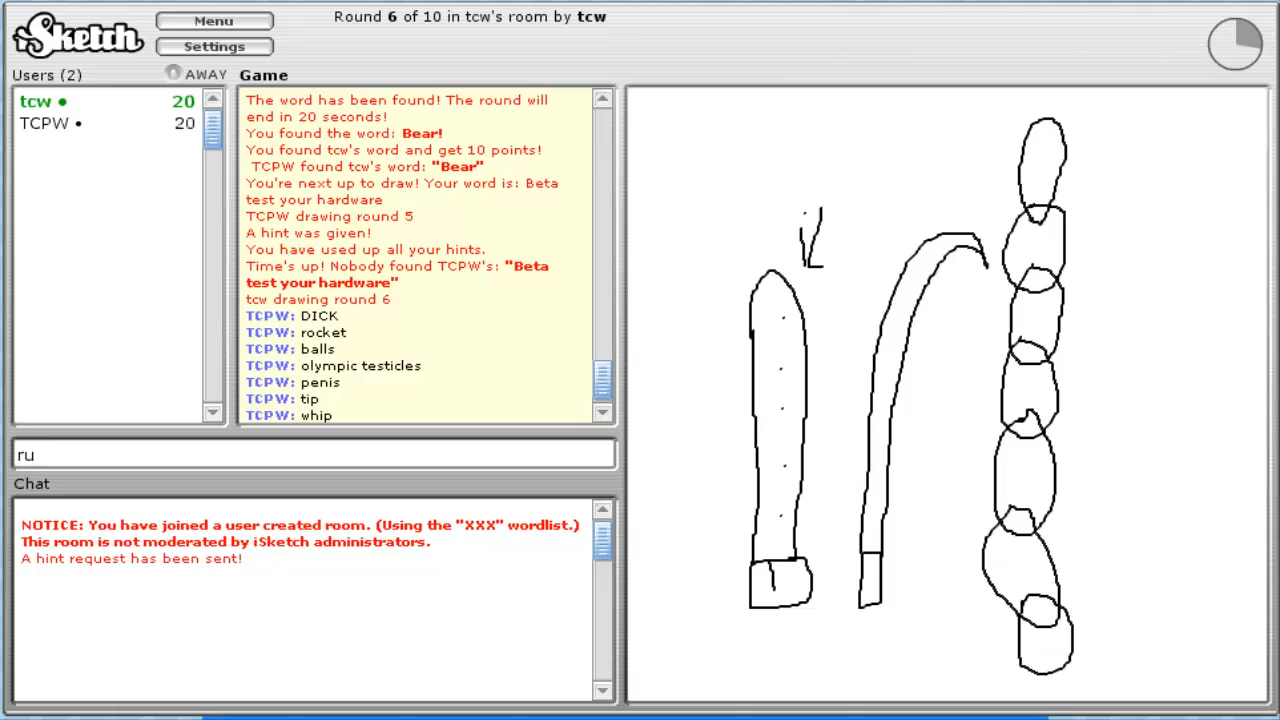 iSketch
Menu
Settings
Round 6 of 10 in tcw's room by tcw
Users (2)
AWAY
Game
tcw • 20
TCPW • 20
The word has been found! The round will
end in 20 seconds!
You found the word: Bear!
You found tcw's word and get 10 points!
TCPW found tcw's word: "Bear"
You're next up to draw! Your word is: Beta
test your hardware
TCPW drawing round 5
A hint was given!
You have used up all your hints.
Time's up! Nobody found TCPW's: "Beta
test your hardware"
tcw drawing round 6
TCPW: DICK
TCPW: rocket
TCPW: balls
TCPW: olympic testicles
TCPW: penis
TCPW: tip
TCPW: whip
ru
Chat
NOTICE: You have joined a user created room. (Using the "XXX" wordlist.)
This room is not moderated by iSketch administrators.
A hint request has been sent!